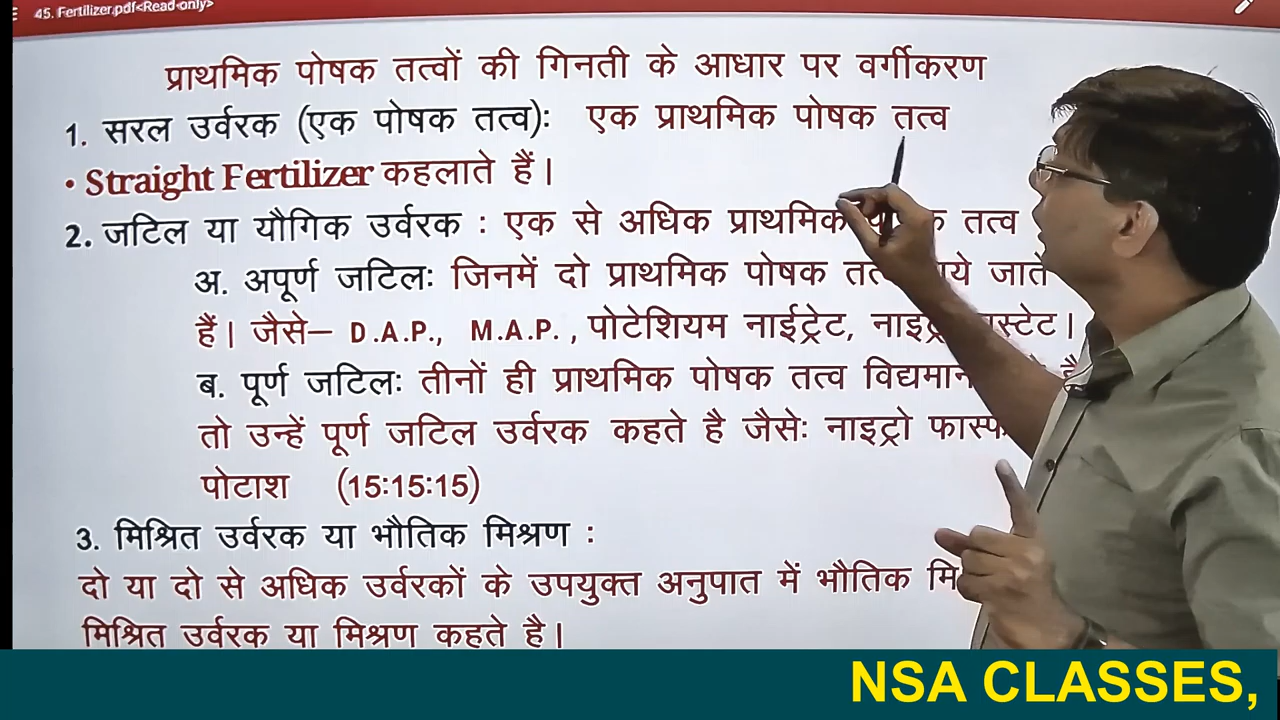 45. Fertilizer.pdf<Read-only>
प्राथमिक पोषक तत्वों की गिनती के आधार पर वर्गीकरण
1. सरल उर्वरक (एक पोषक तत्व): एक प्राथमिक पोषक तत्व
• Straight Fertilizer कहलाते हैं।
2. जटिल या यौगिक उर्वरक : एक से अधिक प्राथमिक तत्व
अ. अपूर्ण जटिलः जिनमें दो प्राथमिक पोषक जाते
हैं। जैसे– D.A.P., M.A.P., पोटेशियम नाईट्रेट,
ब. पूर्ण जटिलः तीनों ही प्राथमिक पोषक तत्व विद्यमान
तो उन्हें पूर्ण जटिल उर्वरक कहते है जैसेः नाइट्रो
पोटाश (15:15:15)
3. मिश्रित उर्वरक या भौतिक मिश्रण :
दो या दो से अधिक उर्वरकों के उपयुक्त अनुपात में भौतिक
मिश्रित उर्वरक या मिश्रण कहते है।
NSA CLASSES,